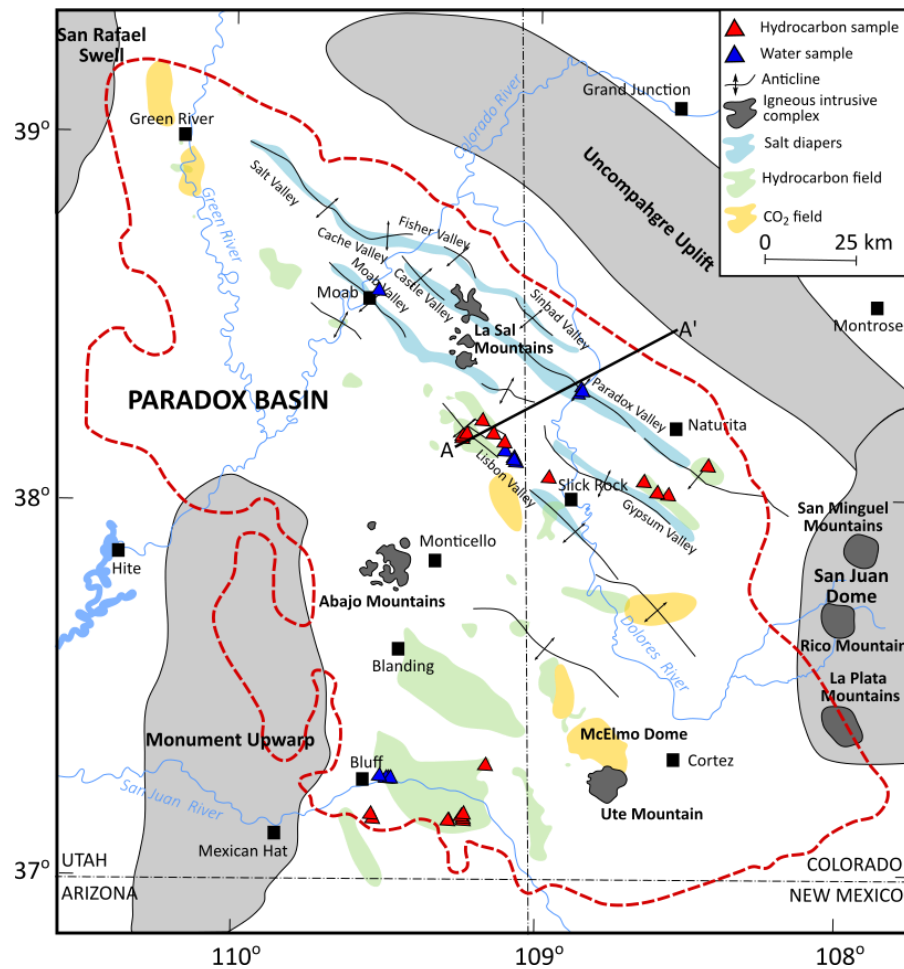 San Rafael
Swell
Green River
Green River
39°
38°
37°
Colorado River
Grand Junction
Uncompahgre Uplift
Hydrocarbon sample
Water sample
Anticline
Igneous intrusive
complex
Salt diapers
Hydrocarbon field
CO2 field
0 25 km
Salt Valley
Fisher Valley
Cache Valley
Moab Valley
Castle Valley
Sinbad Valley
Moab
La Sal
Mountains
A'
Montrose
PARADOX BASIN
Paradox Valley
Naturita
A
Lisbon Valley
Slick Rock
Gypsum Valley
San Minguel
Mountains
San Juan
Dome
Rico Mountain
La Plata
Mountains
Hite
Monticello
Abajo Mountains
Blanding
Dolores River
Monument Upwarp
McElmo Dome
Cortez
Bluff
San Juan River
Ute Mountain
Mexican Hat
UTAH
ARIZONA
COLORADO
NEW MEXICO
110° 109° 108°